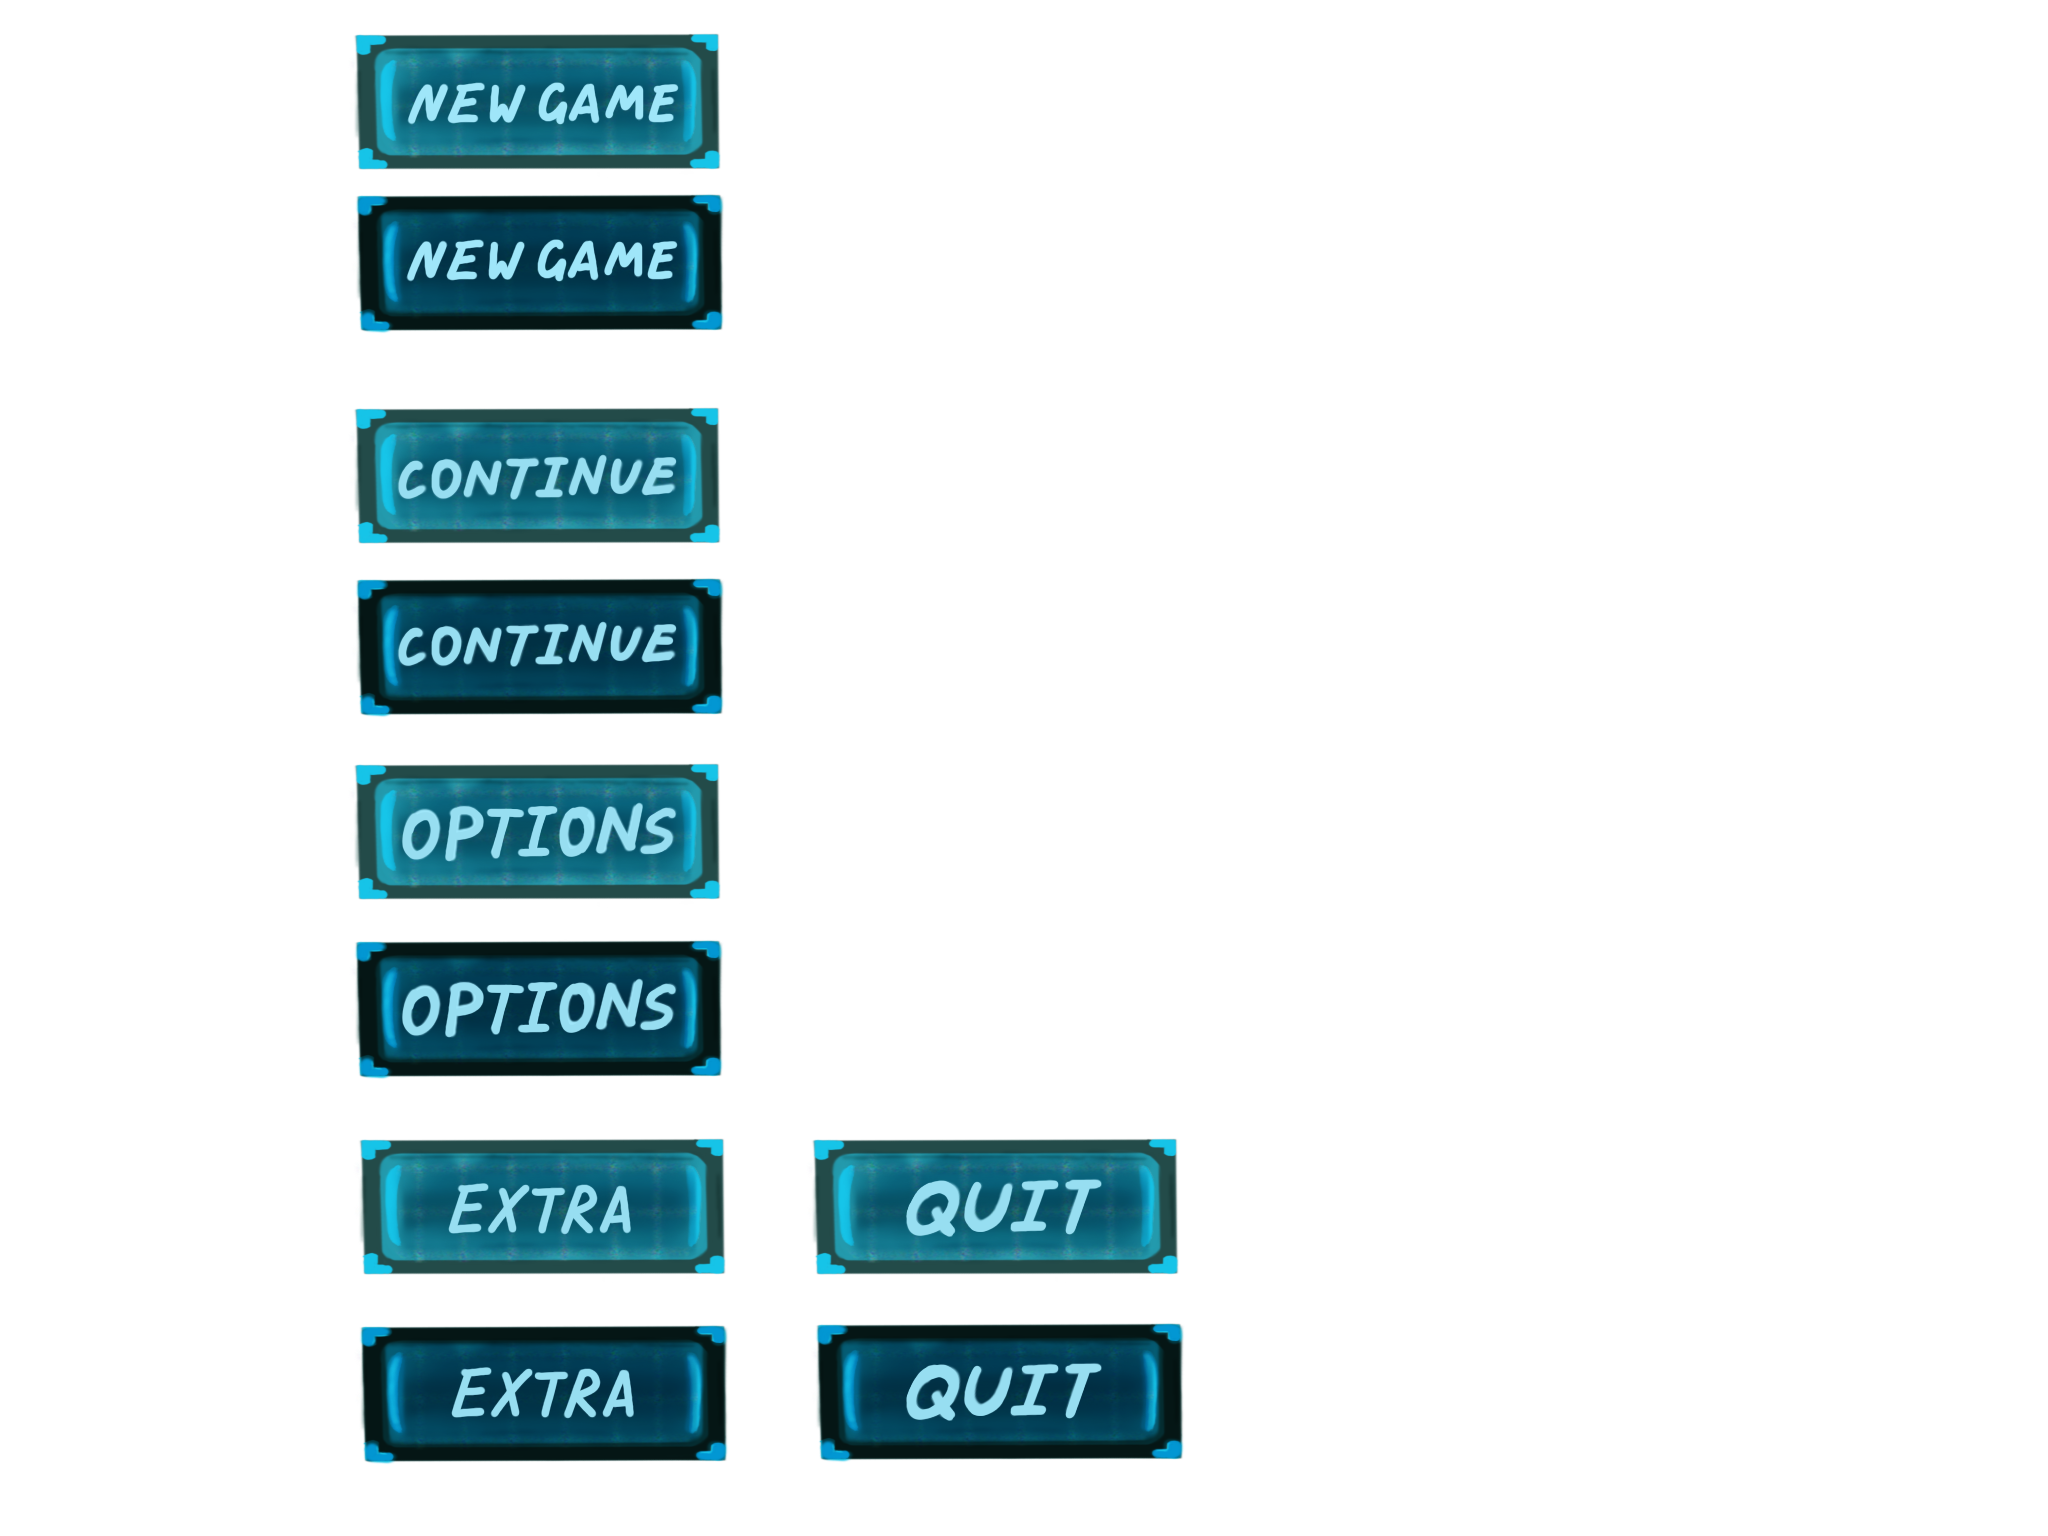 NEW GAME
NEW GAME
CONTINUE
CONTINUE
OPTIONS
OPTIONS
EXTRA
QUIT
EXTRA
QUIT